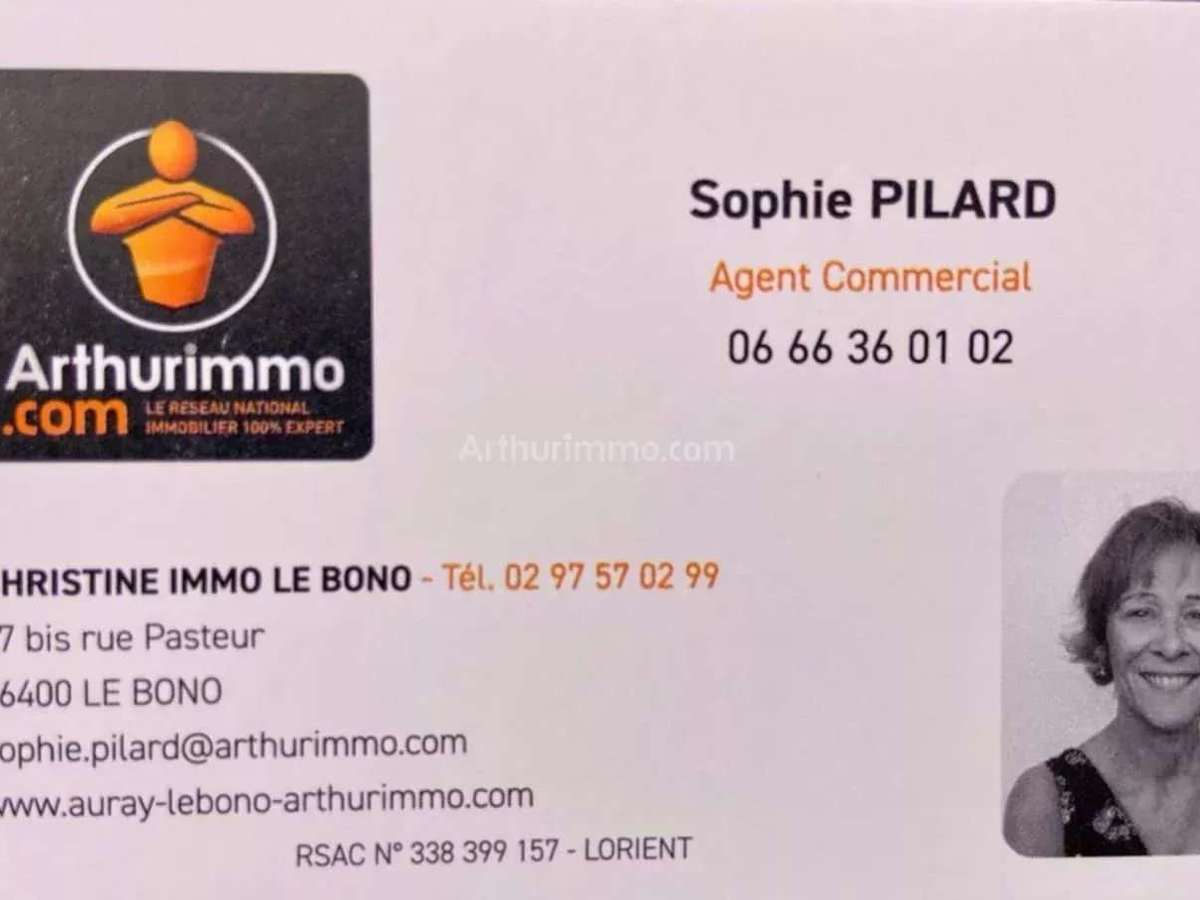 Arthurimmo
.com LE RÉSEAU NATIONAL
IMMOBILIER 100% EXPERT
Sophie PILARD
Agent Commercial
06 66 36 01 02
Arthurimmo.com
HRISTINE IMMO LE BONO - Tél. 02 97 57 02 99
7 bis rue Pasteur
6400 LE BONO
ophie.pilard@arthurimmo.com
www.auray-lebono-arthurimmo.com
RSAC N° 338 399 157 - LORIENT